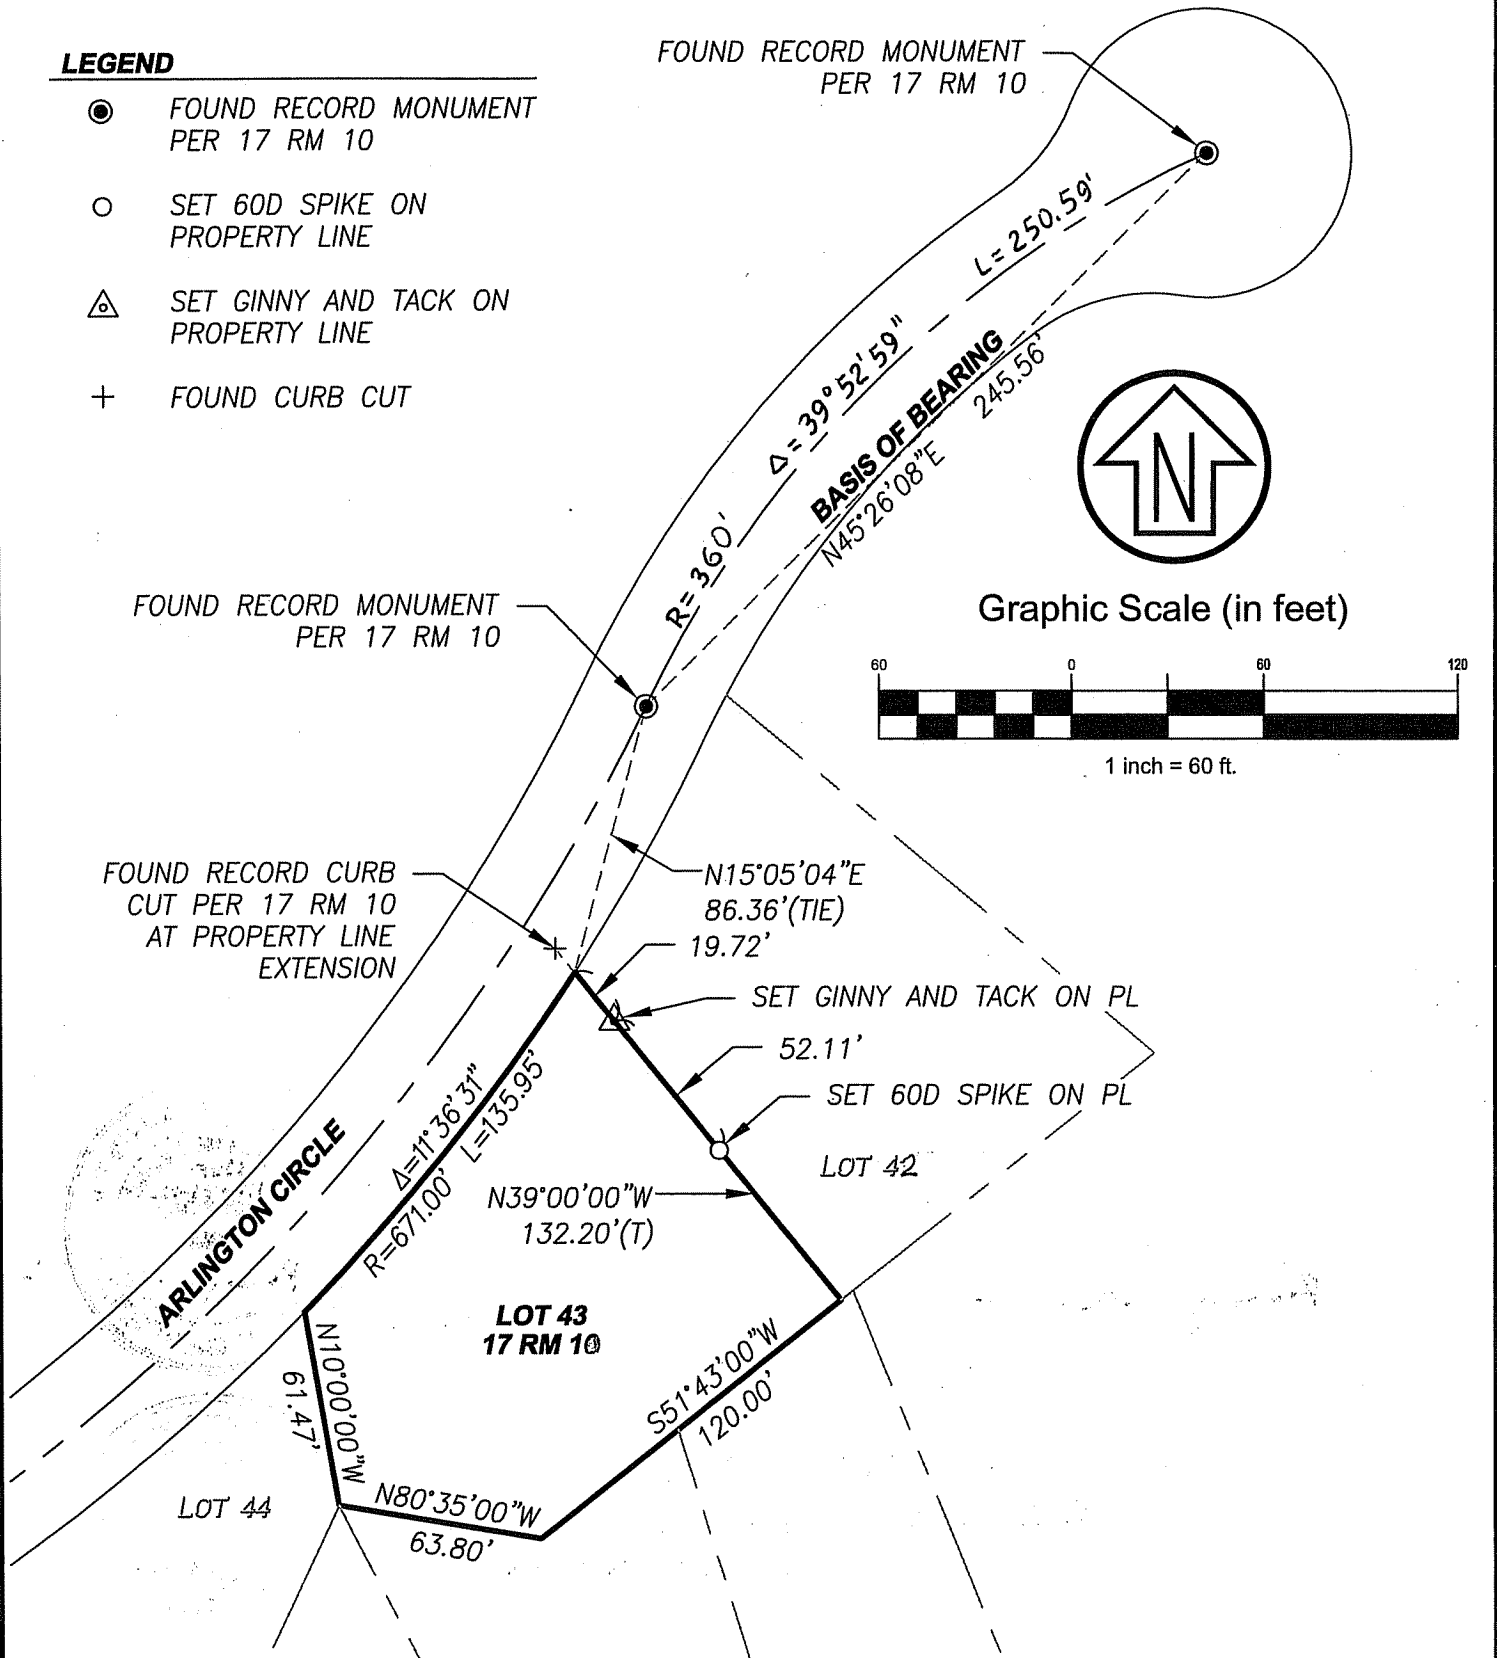 LEGEND
FOUND RECORD MONUMENT
PER 17 RM 10
SET 60D SPIKE ON
PROPERTY LINE
SET GINNY AND TACK ON
PROPERTY LINE
FOUND CURB CUT
FOUND RECORD MONUMENT
PER 17 RM 10
L= 250.59'
Δ= 39° 52' 59"
R= 360'
BASIS OF BEARING
N45°26'08"E
245.56'
N
Graphic Scale (in feet)
60 0 60 120
1 inch = 60 ft.
FOUND RECORD MONUMENT
PER 17 RM 10
FOUND RECORD CURB
CUT PER 17 RM 10
AT PROPERTY LINE
EXTENSION
N15°05'04"E
86.36'(TIE)
19.72'
SET GINNY AND TACK ON PL
52.11'
SET 60D SPIKE ON PL
LOT 42
Δ=11°36'31"
L=135.95'
R=671.00'
ARLINGTON CIRCLE
N39°00'00"W
132.20'(T)
LOT 43
17 RM 10
N10°00'00"W
61.47'
S51°43'00"W
120.00'
N80°35'00"W
63.80'
LOT 44